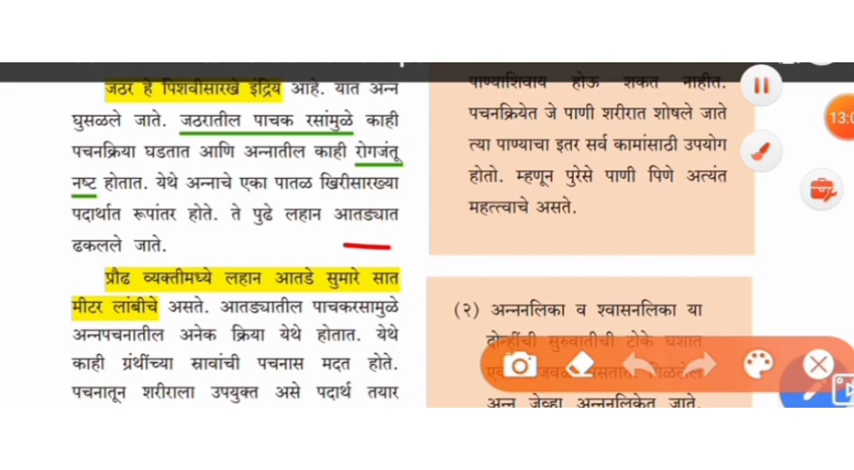 जठर हे पिशवीसारखे इंद्रिय आहे. यात अन्न
घुसळले जाते. जठरातील पाचक रसांमुळे काही
पचनक्रिया घडतात आणि अन्नातील काही रोगजंतू
नष्ट होतात. येथे अन्नाचे एका पातळ खिरीसारख्या
पदार्थात रूपांतर होते. ते पुढे लहान आतड्यात
ढकलले जाते.
प्रौढ व्यक्तीमध्ये लहान आतडे सुमारे सात
मीटर लांबीचे असते. आतड्यातील पाचकरसामुळे
अन्नपचनातील अनेक क्रिया येथे होतात. येथे
काही ग्रंथींच्या स्रावांची पचनास मदत होते.
पचनातून शरीराला उपयुक्त असे पदार्थ तयार
पाण्याशिवाय होऊ शकत नाहीत.
पचनक्रियेत जे पाणी शरीरात शोषले जाते
त्या पाण्याचा इतर सर्व कामांसाठी उपयोग
होतो. म्हणून पुरेसे पाणी पिणे अत्यंत
महत्त्वाचे असते.
(२) अन्ननलिका व श्वासनलिका या
दोन्हींची सुरुवातीची टोके घशात
अन्न जेव्हा अन्ननलिकेत जाते,
13:0